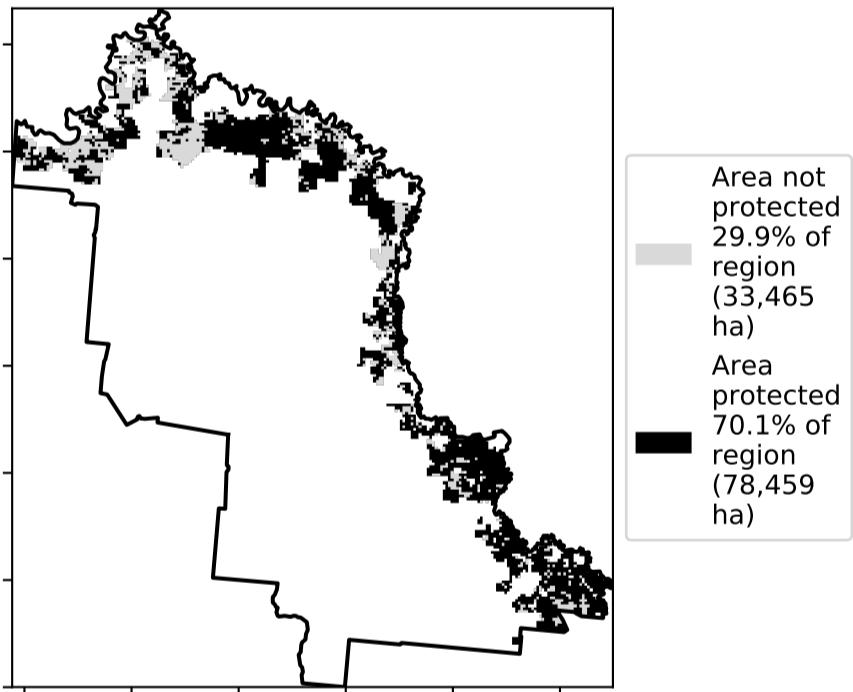 Area not
protected
29.9% of
region
(33,465
ha)
Area
protected
70.1% of
region
(78,459
ha)